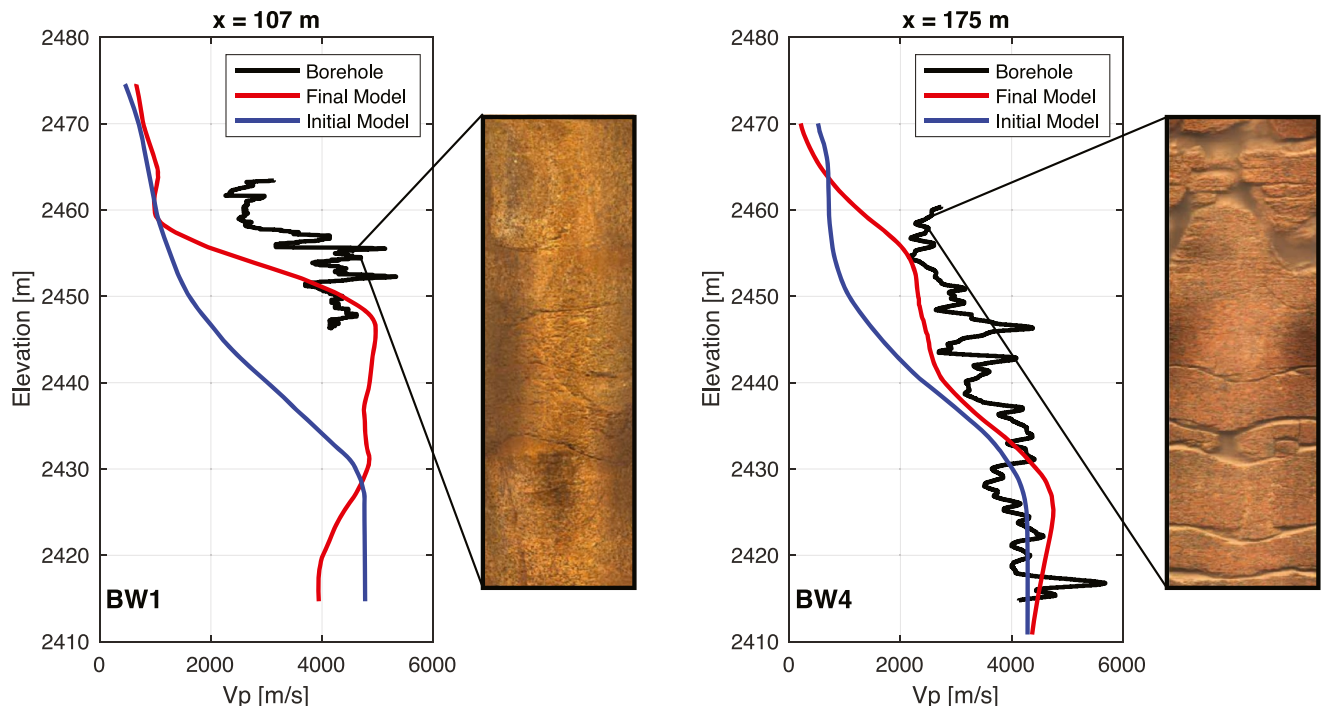 x = 107 m
2480
2470
2460
2450
2440
2430
2420
2410
Elevation [m]
Borehole
Final Model
Initial Model
BW1
0
2000
4000
6000
Vp [m/s]
x = 175 m
2480
2470
2460
2450
2440
2430
2420
2410
Elevation [m]
Borehole
Final Model
Initial Model
BW4
0
2000
4000
6000
Vp [m/s]